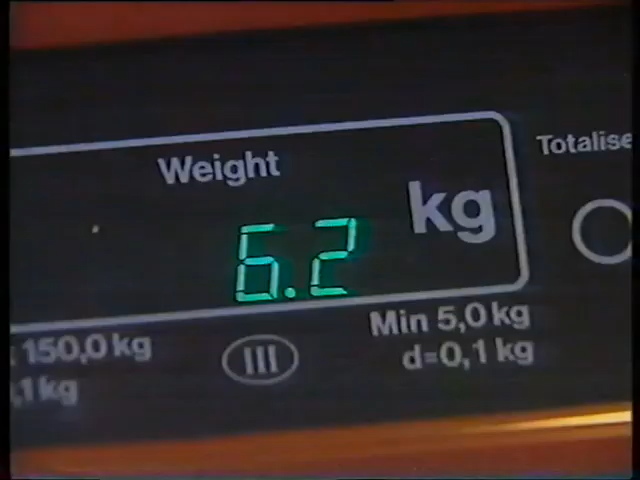 Weight
kg
Totalise
6.2
150,0 kg
III
Min 5,0 kg
,1 kg
d=0,1 kg